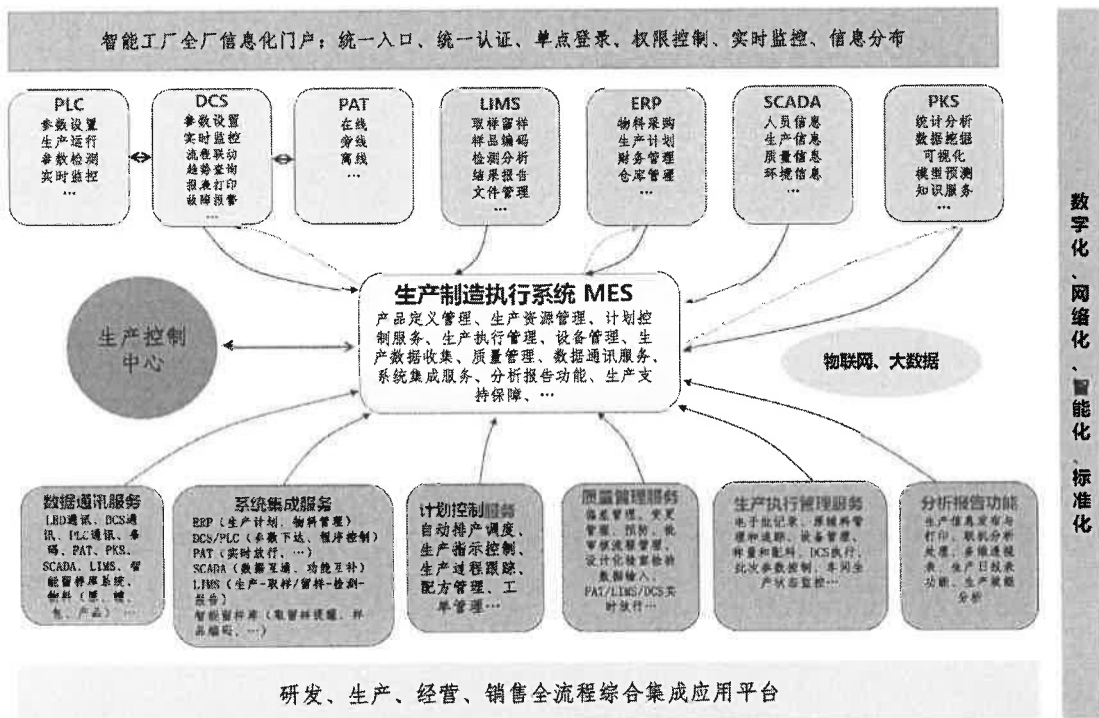 智能工厂全厂信息化门户：统一入口、统一认证、单点登录、权限控制、实时监控、信息分布
PLC
参数设置
生产运行
参数检测
实时监控
…
DCS
参数设置
实时监控
流程联动
趋势查询
报表打印
故障报警
…
PAT
在线
旁线
离线
…
LIMS
取样留样
样品编码
检测分析
结果报告
文件管理
…
ERP
物料采购
生产计划
财务管理
仓库管理
…
SCADA
人员信息
生产信息
质量信息
环境信息
…
PKS
统计分析
数据挖掘
可视化
模型预测
知识服务
…
生产控制
中心
生产制造执行系统 MES
产品定义管理、生产资源管理、计划控
制服务、生产执行管理、设备管理、生
产数据收集、质量管理、数据通讯服务、
系统集成服务、分析报告功能、生产支
持保障、…
物联网、大数据
数字化、网络化、智能化、标准化
数据通讯服务
LED通讯、DCS通
讯、PLC通讯、条
码、PAT、PKS、
SCADA、LIMS、智
能留样库系统、
物料（原、辅、
包、产品）…
系统集成服务
ERP（生产计划、物料管理）
DCS/PLC（参数下达、程序控制）
PAT（实时放行、…）
SCADA（数据互通、功能互补）
LIMS（生产-取样/留样-检测-
报告）
智能留样库（取留样提醒、样
品编码、…）
计划控制服务
自动排产调度、
生产指示控制、
生产过程跟踪、
配方管理、工
单管理…
质量管理服务
偏差管理、变更
管理、预防、批
审核流程管理、
设计化检察检验
数据输入、
PAT/LIMS/DCS实
时放行…
生产执行管理服务
电子批记录、原辅料管
理和追踪、设备管理、
称量和配料、DCS执行、
批次参数控制、车间生
产状态监控…
分析报告功能
生产信息发布与
打印、联机分析
处理、多维透视
表、生产日线表
功能、生产效能
分析
研发、生产、经营、销售全流程综合集成应用平台